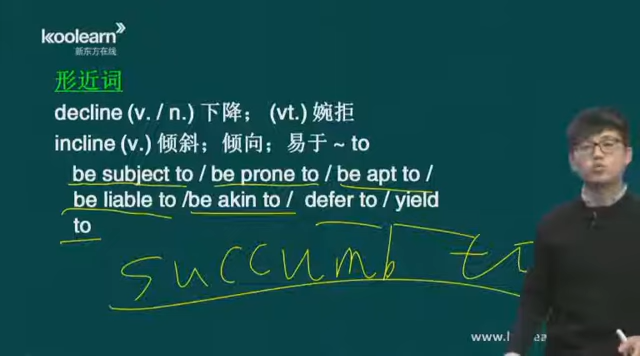 koolearn
新东方在线
形近词
decline (v. / n.) 下降； (vt.) 婉拒
incline (v.) 倾斜；倾向；易于 ~ to
be subject to / be prone to / be apt to /
be liable to /be akin to / defer to / yield
to
succumb to